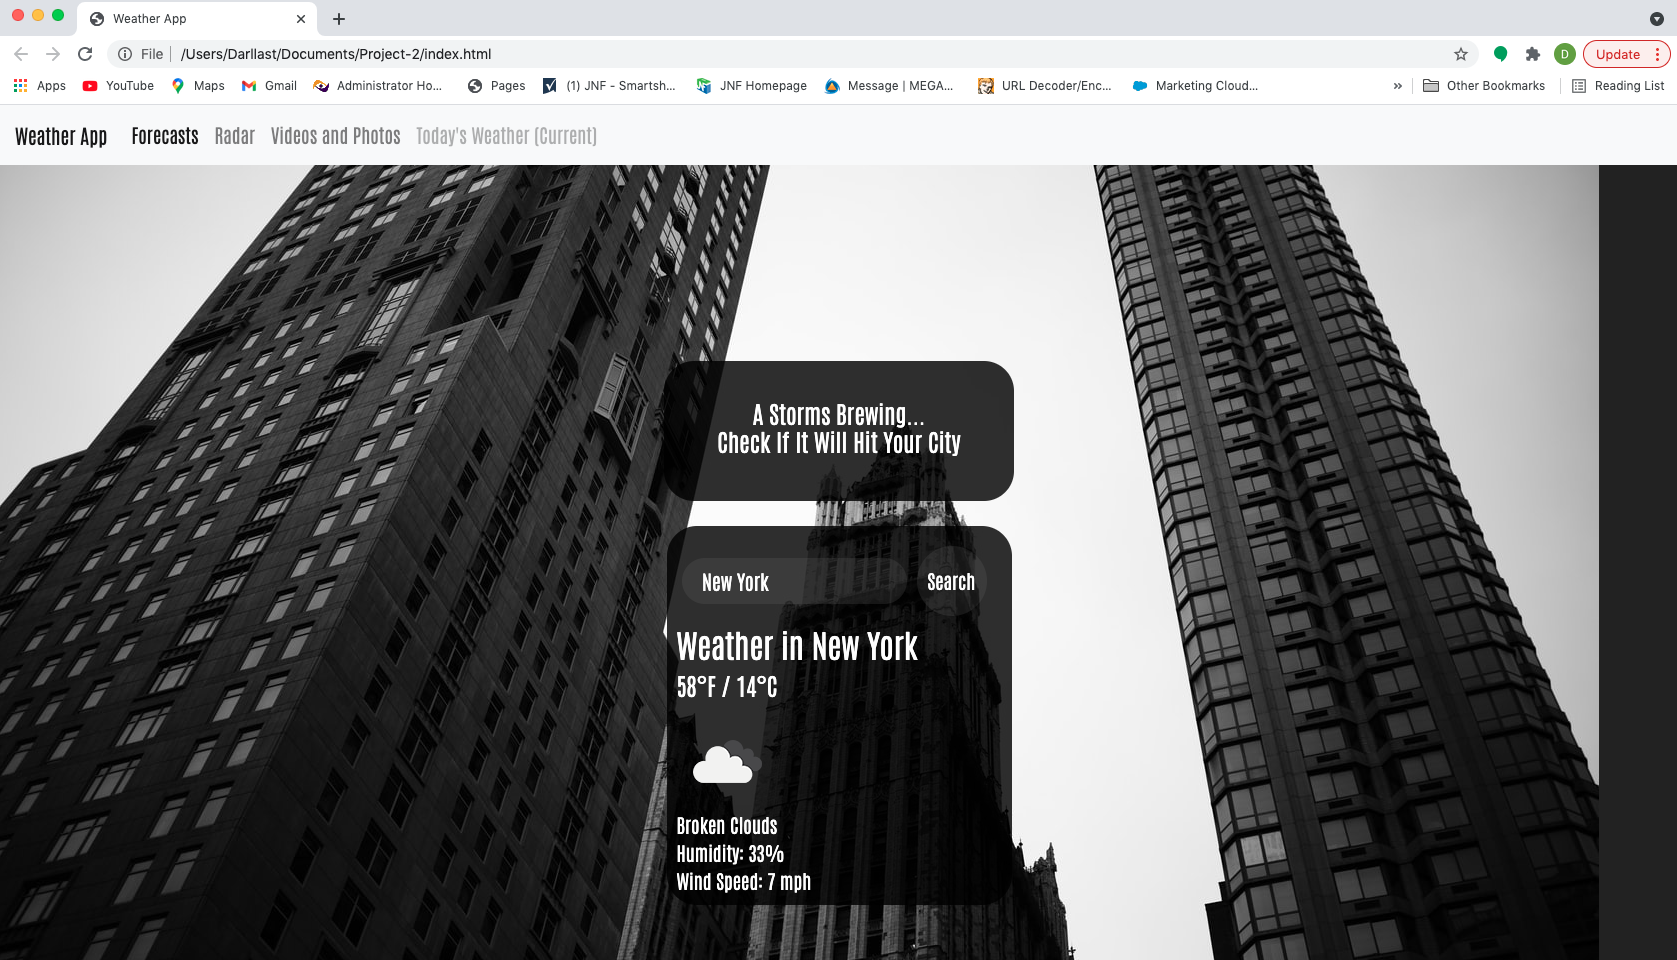 Weather App
File /Users/Darllast/Documents/Project-2/index.html
D
Update
Apps YouTube Maps Gmail Administrator Ho... Pages (1) JNF - Smartsh... JNF Homepage Message | MEGA... URL Decoder/Enc... Marketing Cloud... » Other Bookmarks Reading List
Weather App Forecasts Radar Videos and Photos Today's Weather (Current)
A Storms Brewing...
Check If It Will Hit Your City
New York Search
Weather in New York
58°F / 14°C
Broken Clouds
Humidity: 33%
Wind Speed: 7 mph